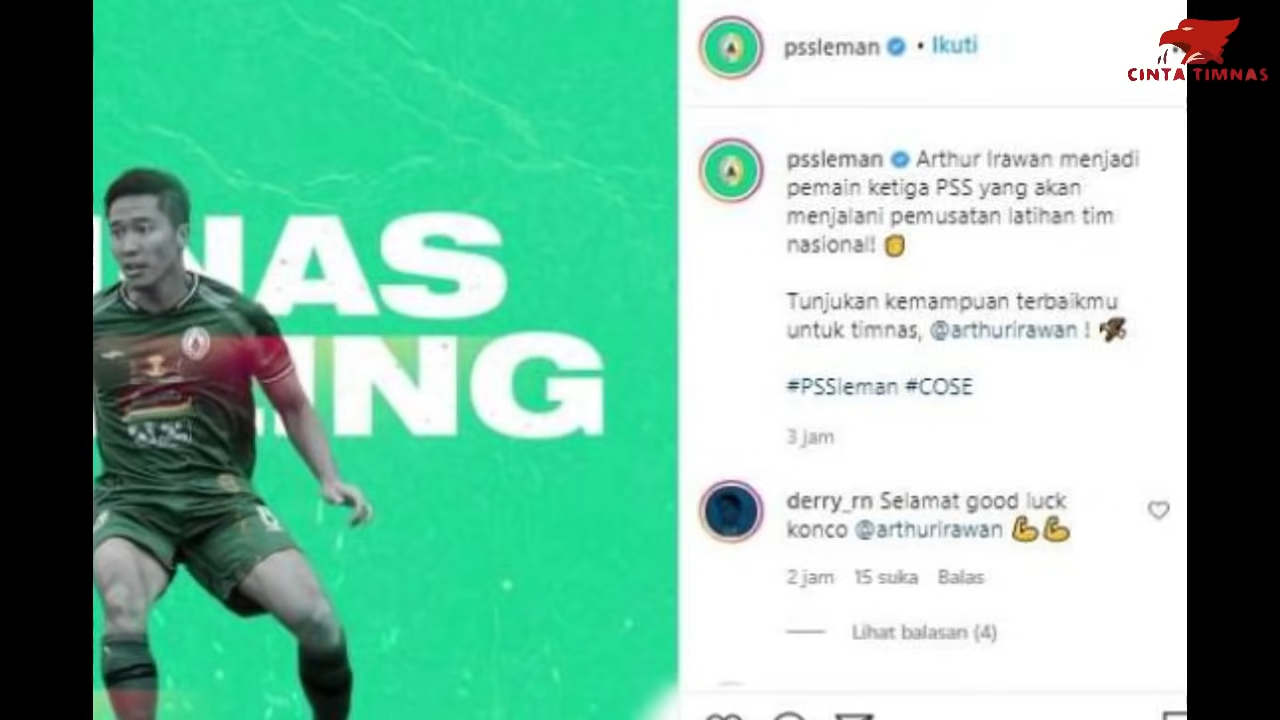 NAS
ING
pssleman • Ikuti
CINTA TIMNAS
pssleman Arthur Irawan menjadi
pemain ketiga PSS yang akan
menjalani pemusatan latihan tim
nasional!
Tunjukan kemampuan terbaikmu
untuk timnas, @arthurirawan !
#PSSleman #COSE
3 jam
derry_rn Selamat good luck
konco @arthurirawan
2 jam 15 suka Balas
Lihat balasan (4)